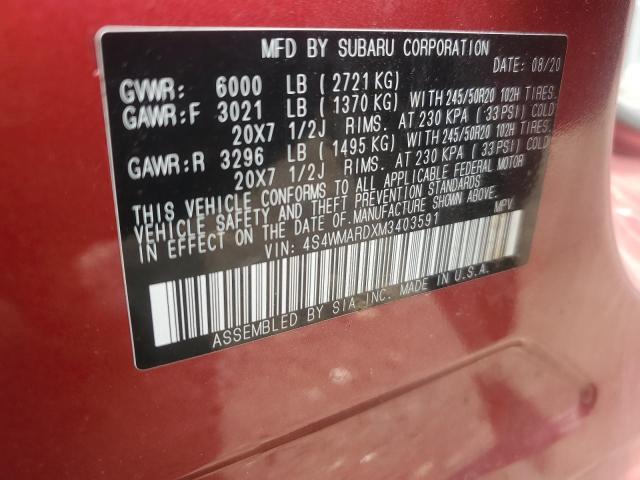 MFD BY SUBARU CORPORATION
DATE: 08/20
GVWR: 6000 LB (2721 KG)
GAWR:F 3021 LB (1370 KG) WITH 245/50R20 102H TIRES.
20X7 1/2J RIMS. AT 230 KPA (33 PSI) COLD
GAWR:R 3296 LB (1495 KG) WITH 245/50R20 102H TIRES.
20X7 1/2J RIMS. AT 230 KPA (33 PSI) COLD
THIS VEHICLE CONFORMS TO ALL APPLICABLE FEDERAL MOTOR
VEHICLE SAFETY AND THEFT PREVENTION STANDARDS
IN EFFECT ON THE DATE OF MANUFACTURE SHOWN ABOVE.
VIN: 4S4WMARDXM3403591 MPV
ASSEMBLED BY SIA,INC. MADE IN U.S.A.